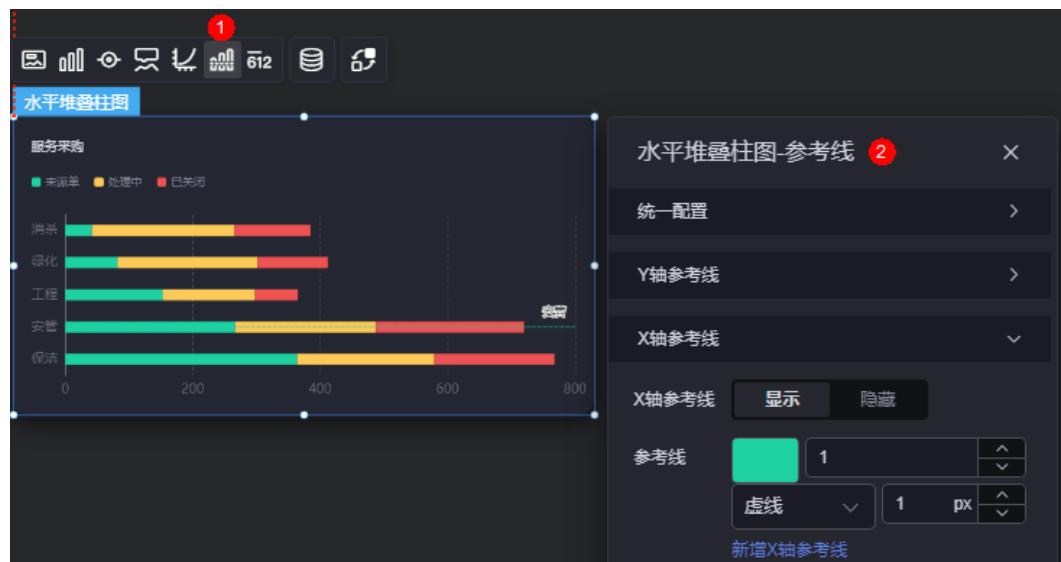 1
612
水平堆叠柱图
服务采购
未派单 处理中 已关闭
消杀
绿化
工程
安管
保洁
0 200 400 600 800
水平堆叠柱图-参考线 2
统一配置
Y轴参考线
X轴参考线
X轴参考线 显示 隐藏
参考线 1
虚线 1 px
新增X轴参考线